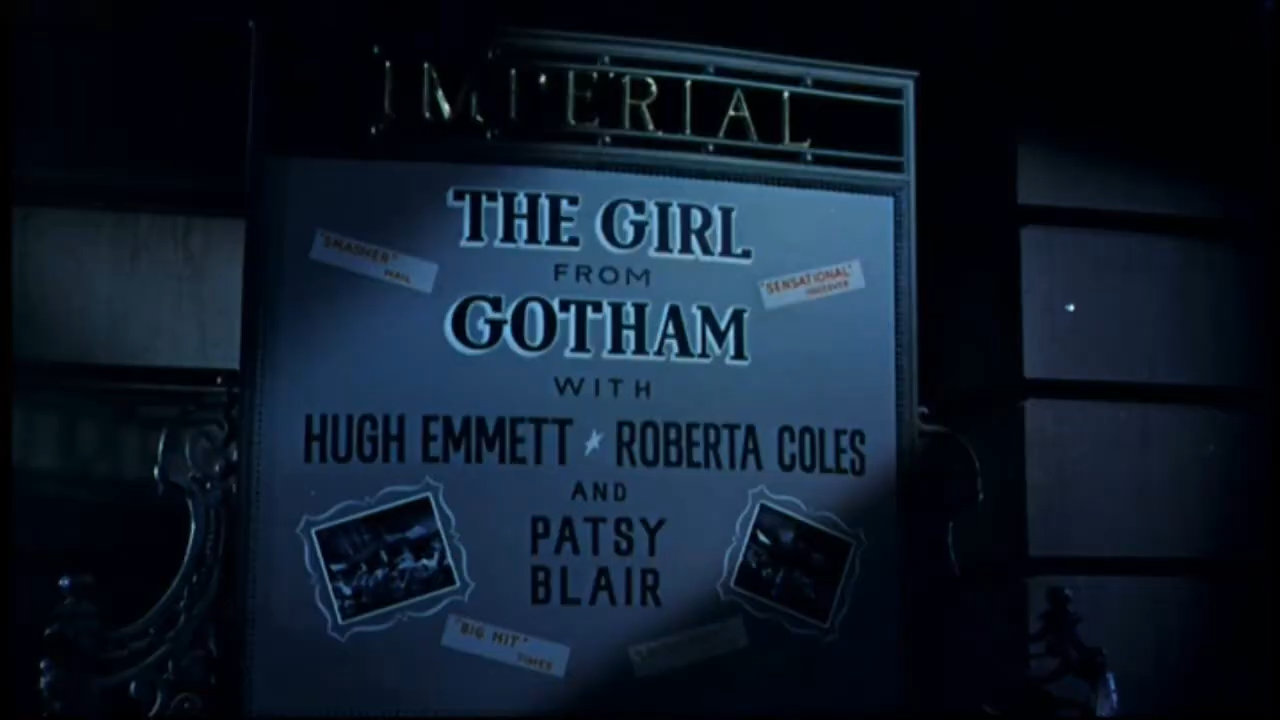 IMPERIAL
THE GIRL
"SMASHER"
MAIL
FROM
"SENSATIONAL"
GOTHAM
WITH
HUGH EMMETT ★ ROBERTA COLES
AND
PATSY
BLAIR
"BIG HIT"
TIMES